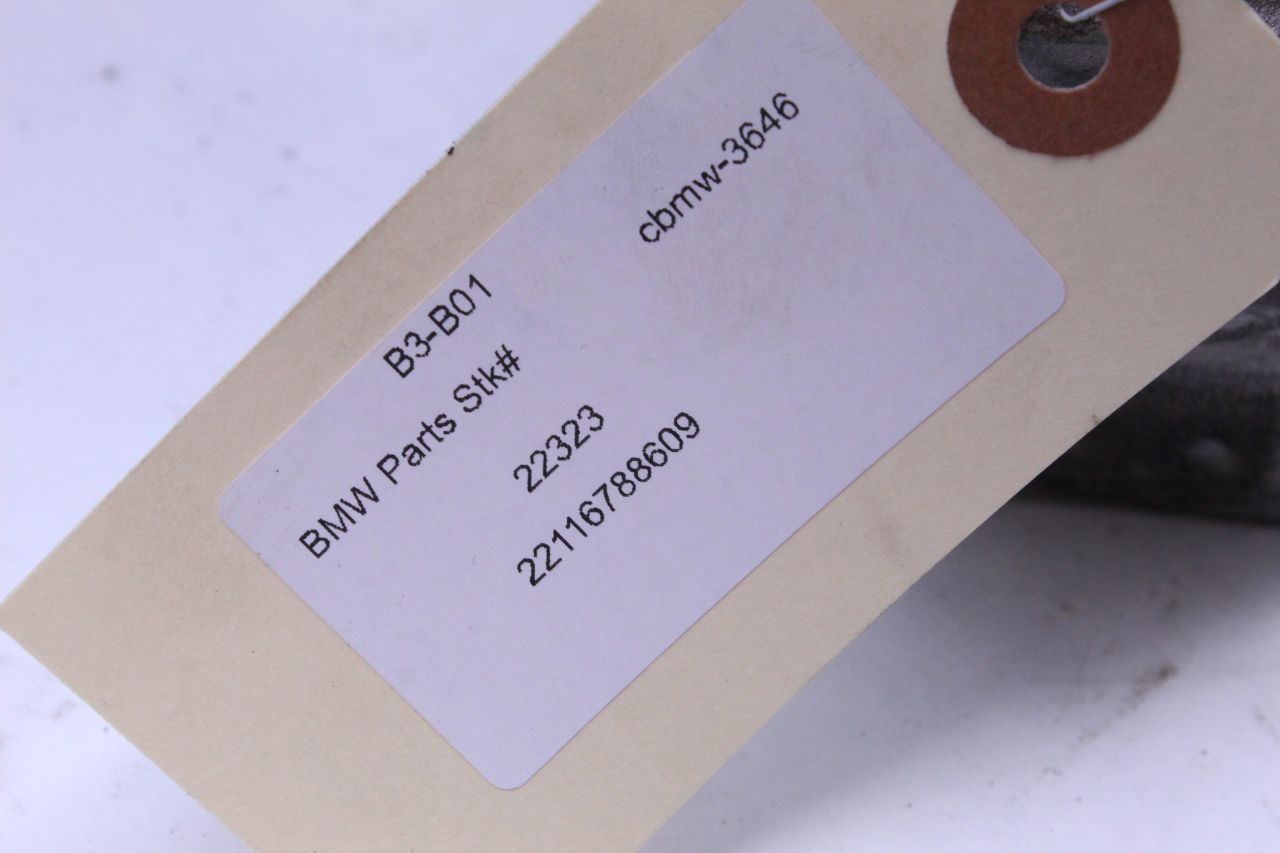 B3-B01 cbmw-3646
BMW Parts Stk#
22323
22116788609